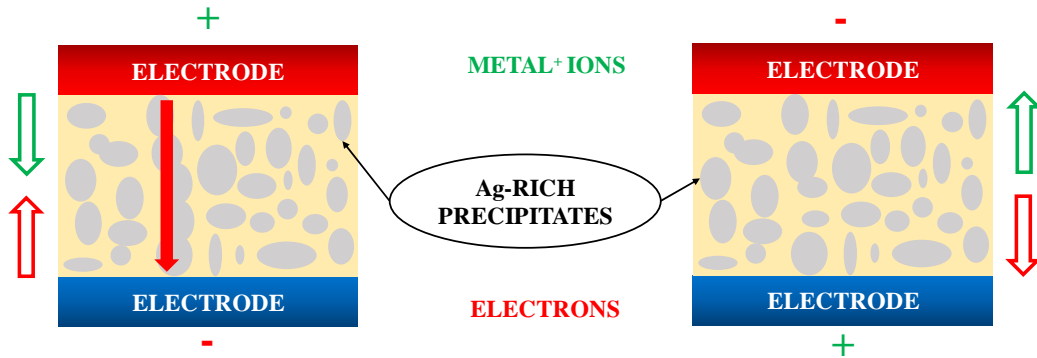 +
-
ELECTRODE
METAL⁺ IONS
ELECTRODE
Ag-RICH
PRECIPITATES
ELECTRODE
ELECTRONS
ELECTRODE
-
+